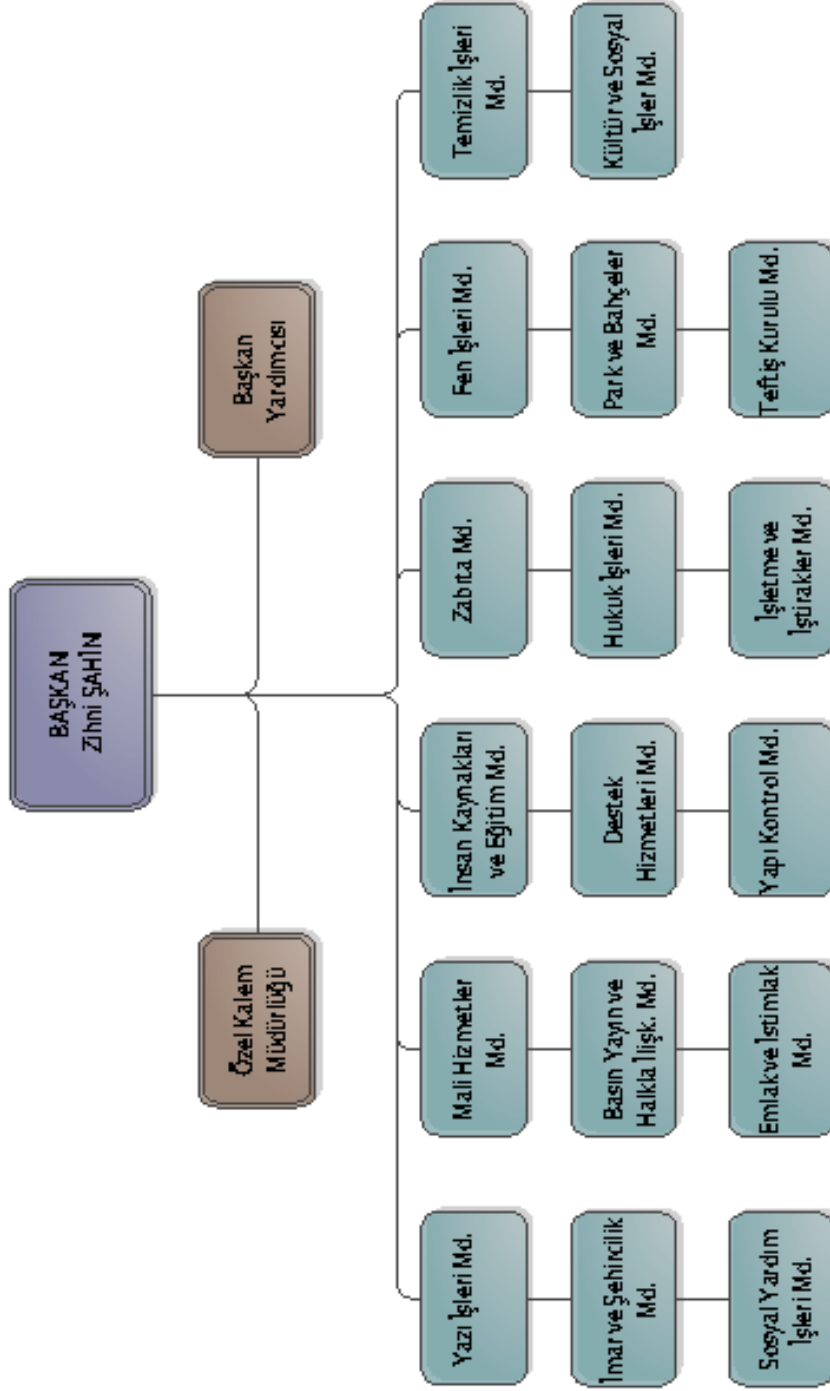 BAŞKAN
Zihni ŞAHİN
Özel Kalem
Müdürlüğü
Başkan
Yardımcısı
Yazı İşleri Md.
Mali Hizmetler
Md.
İnsan Kaynakları
ve Eğitim Md.
Zabıta Md.
Fen İşleri Md.
Temizlik İşleri
Md.
İmar ve Şehircilik
Md.
Basın Yayın ve
Halkla İlişk. Md.
Destek
Hizmetleri Md.
Hukuk İşleri Md.
Park ve Bahçeler
Md.
Kültür ve Sosyal
İşler Md.
Sosyal Yardım
İşleri Md.
Emlak ve İstimlak
Md.
Yapı Kontrol Md.
İşletme ve
İştirakler Md.
Teftiş Kurulu Md.